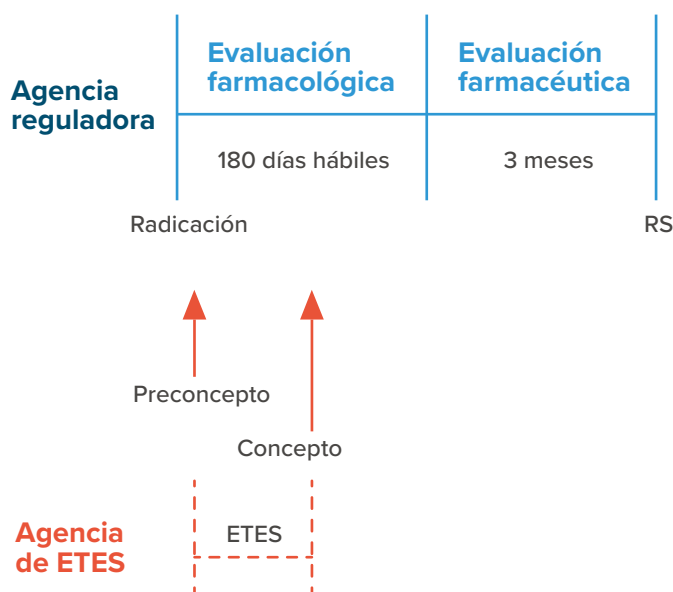 Agencia
reguladora
Evaluación
farmacológica
Evaluación
farmacéutica
180 días hábiles
3 meses
Radicación
RS
Preconcepto
Concepto
Agencia
de ETES
ETES